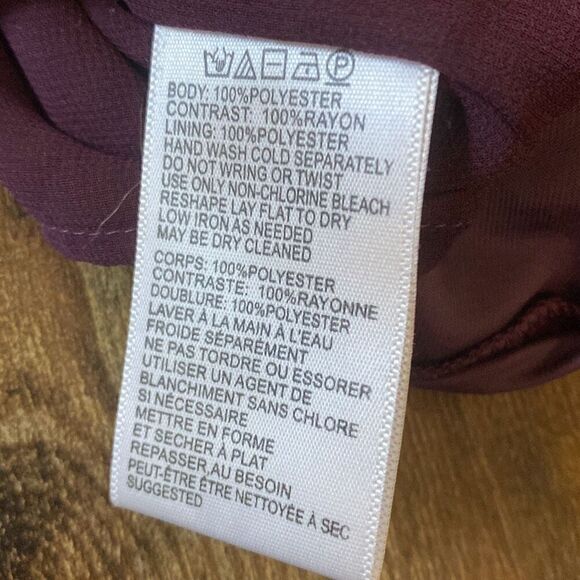 BODY: 100%POLYESTER
CONTRAST: 100%RAYON
LINING: 100%POLYESTER
HAND WASH COLD SEPARATELY
DO NOT WRING OR TWIST
USE ONLY NON-CHLORINE BLEACH
RESHAPE LAY FLAT TO DRY
LOW IRON AS NEEDED
MAY BE DRY CLEANED
CORPS: 100%POLYESTER
CONTRASTE: 100%RAYONNE
DOUBLURE: 100%POLYESTER
LAVER À LA MAIN À L'EAU
FROIDE SÉPARÉMENT
NE PAS TORDRE OU ESSORER
UTILISER UN AGENT DE
BLANCHIMENT SANS CHLORE
SI NÉCESSAIRE
METTRE EN FORME
ET SÉCHER À PLAT
REPASSER AU BESOIN
PEUT-ÊTRE ÊTRE NETTOYÉE À SEC
SUGGESTED